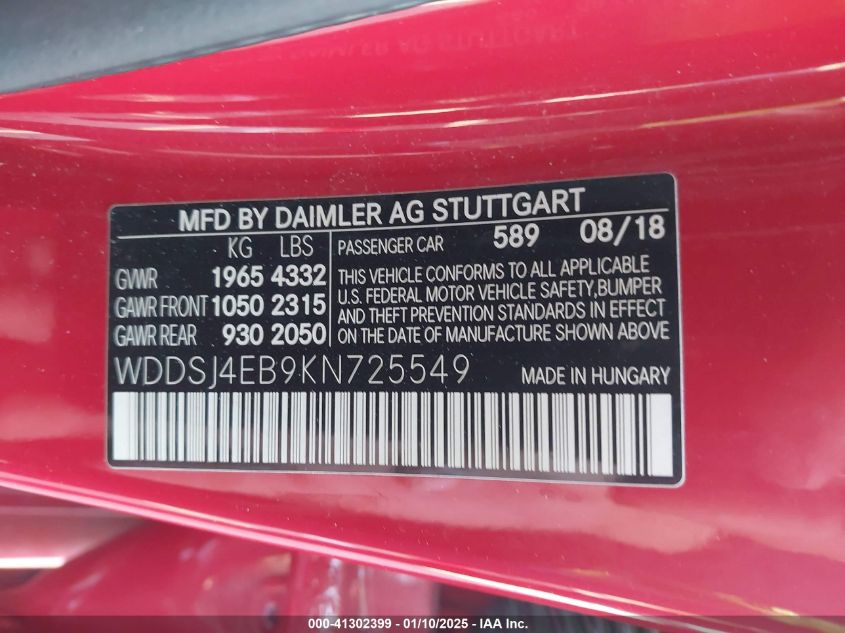 MFD BY DAIMLER AG STUTTGART
KG LBS PASSENGER CAR 589 08/18
GVWR 1965 4332
GAWR FRONT 1050 2315
GAWR REAR 930 2050
THIS VEHICLE CONFORMS TO ALL APPLICABLE
U.S. FEDERAL MOTOR VEHICLE SAFETY,BUMPER
AND THEFT PREVENTION STANDARDS IN EFFECT
ON THE DATE OF MANUFACTURE SHOWN ABOVE
WDDSJ4EB9KN725549 MADE IN HUNGARY
000-41302399 - 01/10/2025 - IAAI Inc.